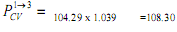 P_{CV}^{1→3} = 104.29 x 1.039 =108.30